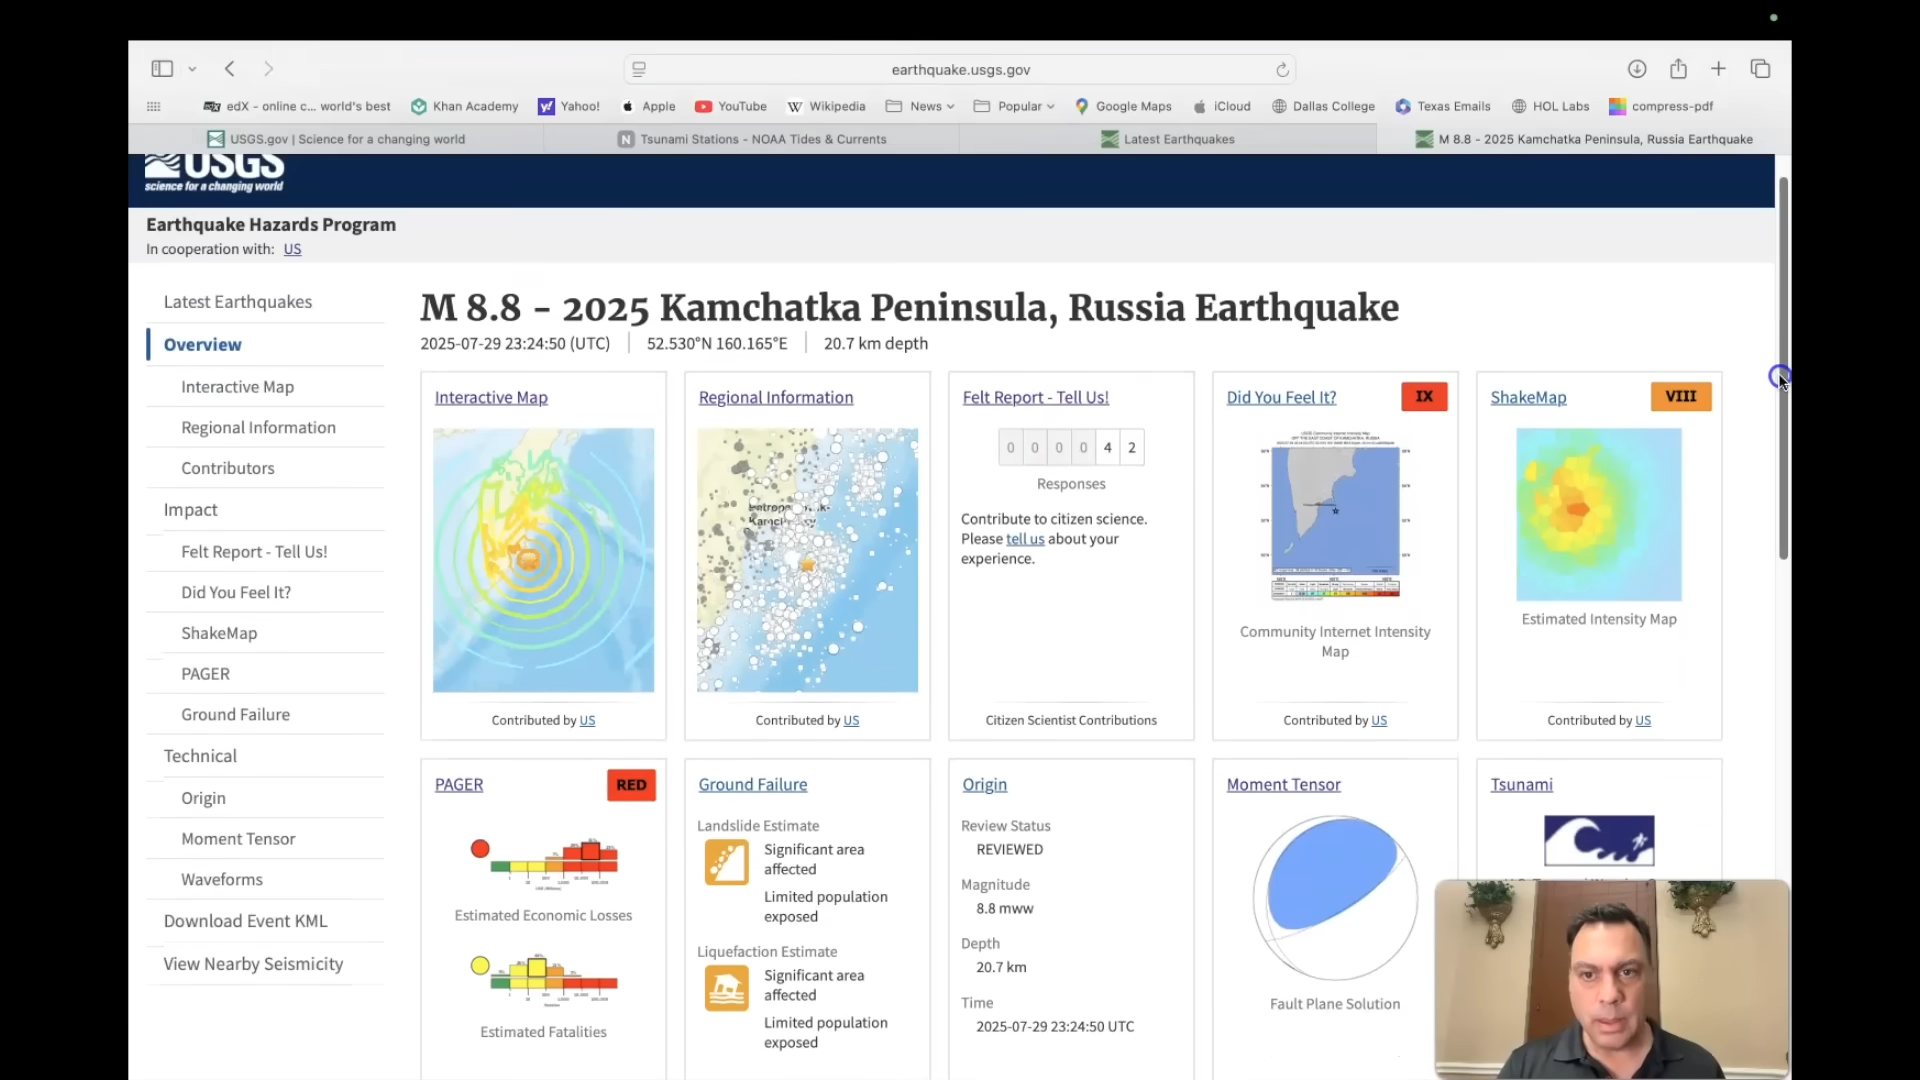 earthquake.usgs.gov
edX - online c... world's best
Khan Academy
Yahoo!
Apple
YouTube
Wikipedia
News
Popular
Google Maps
iCloud
Dallas College
Texas Emails
HOL Labs
compress-pdf
USGS.gov | Science for a changing world
Tsunami Stations - NOAA Tides & Currents
Latest Earthquakes
M 8.8 - 2025 Kamchatka Peninsula, Russia Earthquake
USGS
science for a changing world
Earthquake Hazards Program
In cooperation with: US
Latest Earthquakes
Overview
Interactive Map
Regional Information
Contributors
Impact
Felt Report - Tell Us!
Did You Feel It?
ShakeMap
PAGER
Ground Failure
Technical
Origin
Moment Tensor
Waveforms
Download Event KML
View Nearby Seismicity
M 8.8 - 2025 Kamchatka Peninsula, Russia Earthquake
2025-07-29 23:24:50 (UTC)
52.530°N 160.165°E
20.7 km depth
Interactive Map
Contributed by US
Regional Information
Contributed by US
Felt Report - Tell Us!
0 0 0 0 4 2
Responses
Contribute to citizen science.
Please tell us about your
experience.
Citizen Scientist Contributions
Did You Feel It?
IX
Community Internet Intensity
Map
Contributed by US
ShakeMap
VIII
Estimated Intensity Map
Contributed by US
PAGER
RED
Estimated Economic Losses
Estimated Fatalities
Ground Failure
Landslide Estimate
Significant area
affected
Limited population
exposed
Liquefaction Estimate
Significant area
affected
Limited population
exposed
Origin
Review Status
REVIEWED
Magnitude
8.8 mww
Depth
20.7 km
Time
2025-07-29 23:24:50 UTC
Moment Tensor
Fault Plane Solution
Tsunami